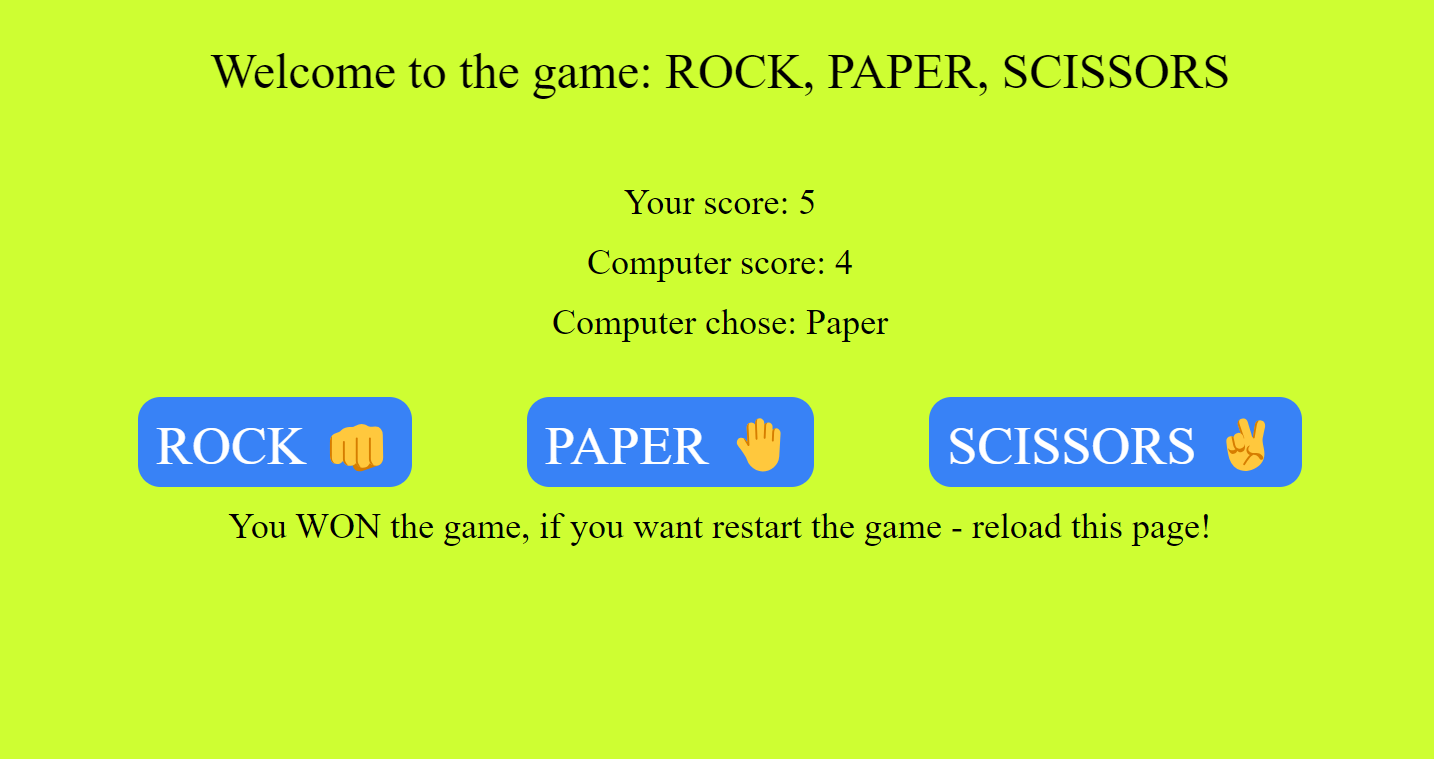 Welcome to the game: ROCK, PAPER, SCISSORS
Your score: 5
Computer score: 4
Computer chose: Paper
ROCK 👊 PAPER 🤚 SCISSORS ✌
You WON the game, if you want restart the game - reload this page!